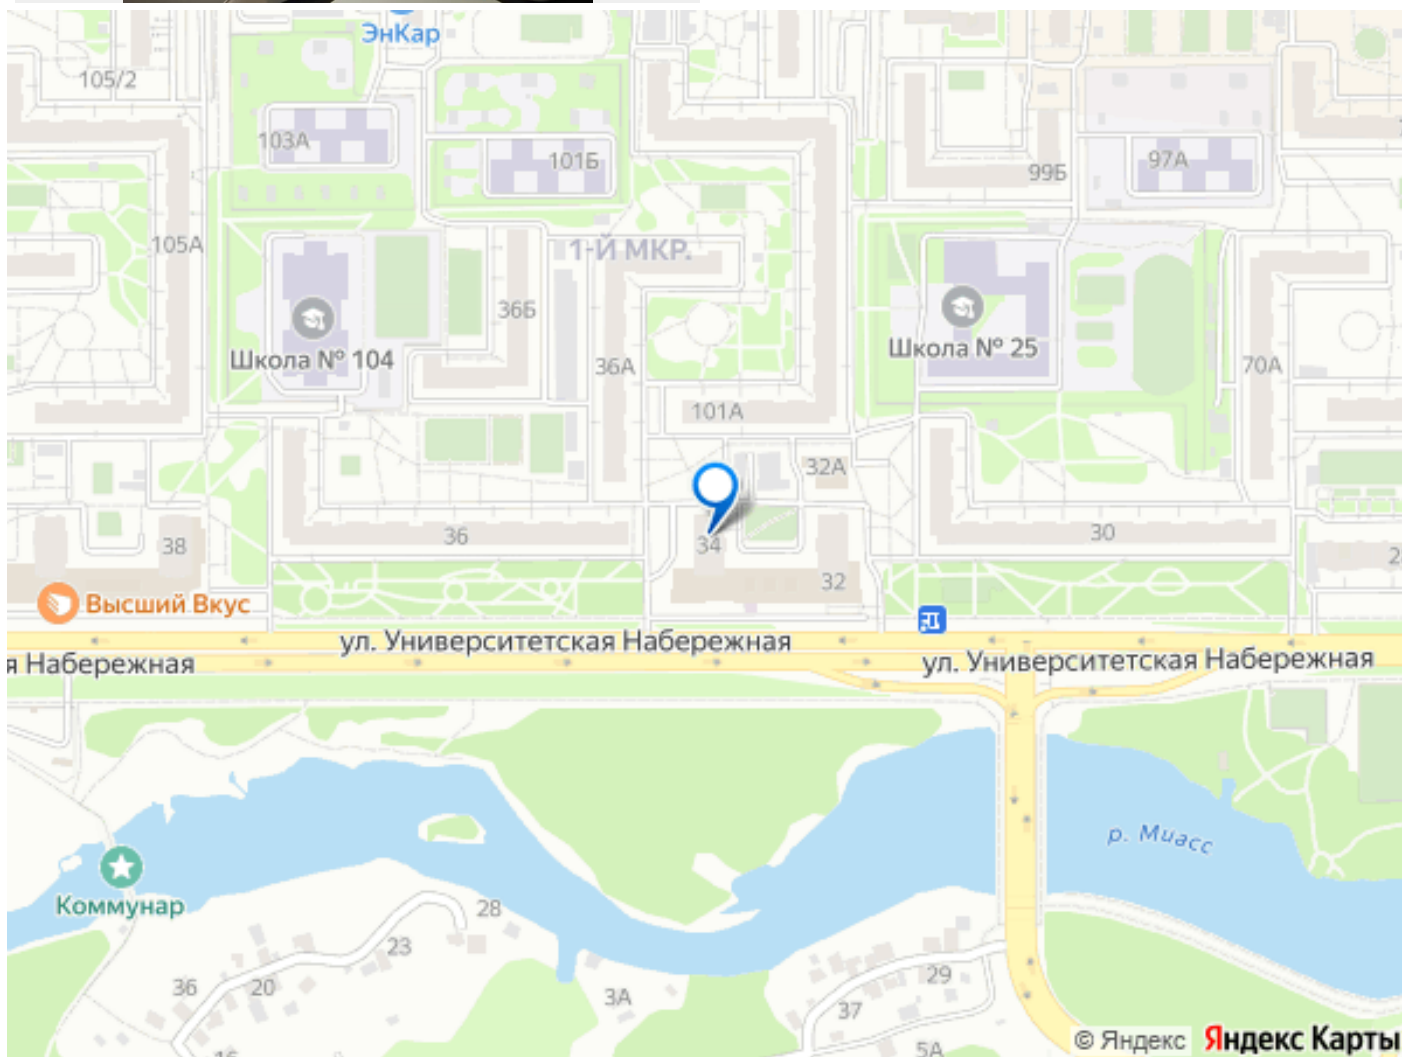 ЭнКар
105/2
103А
101Б
99Б
97А
105А
1-Й МКР.
36Б
Школа № 104
Школа № 25
36А
70А
101А
32А
38
36
34
30
32
Высший Вкус
ул. Университетская Набережная
я Набережная
ул. Университетская Набережная
р. Миасс
Коммунар
28
23
36
20
29
3А
37
5А
© Яндекс Яндекс Карты